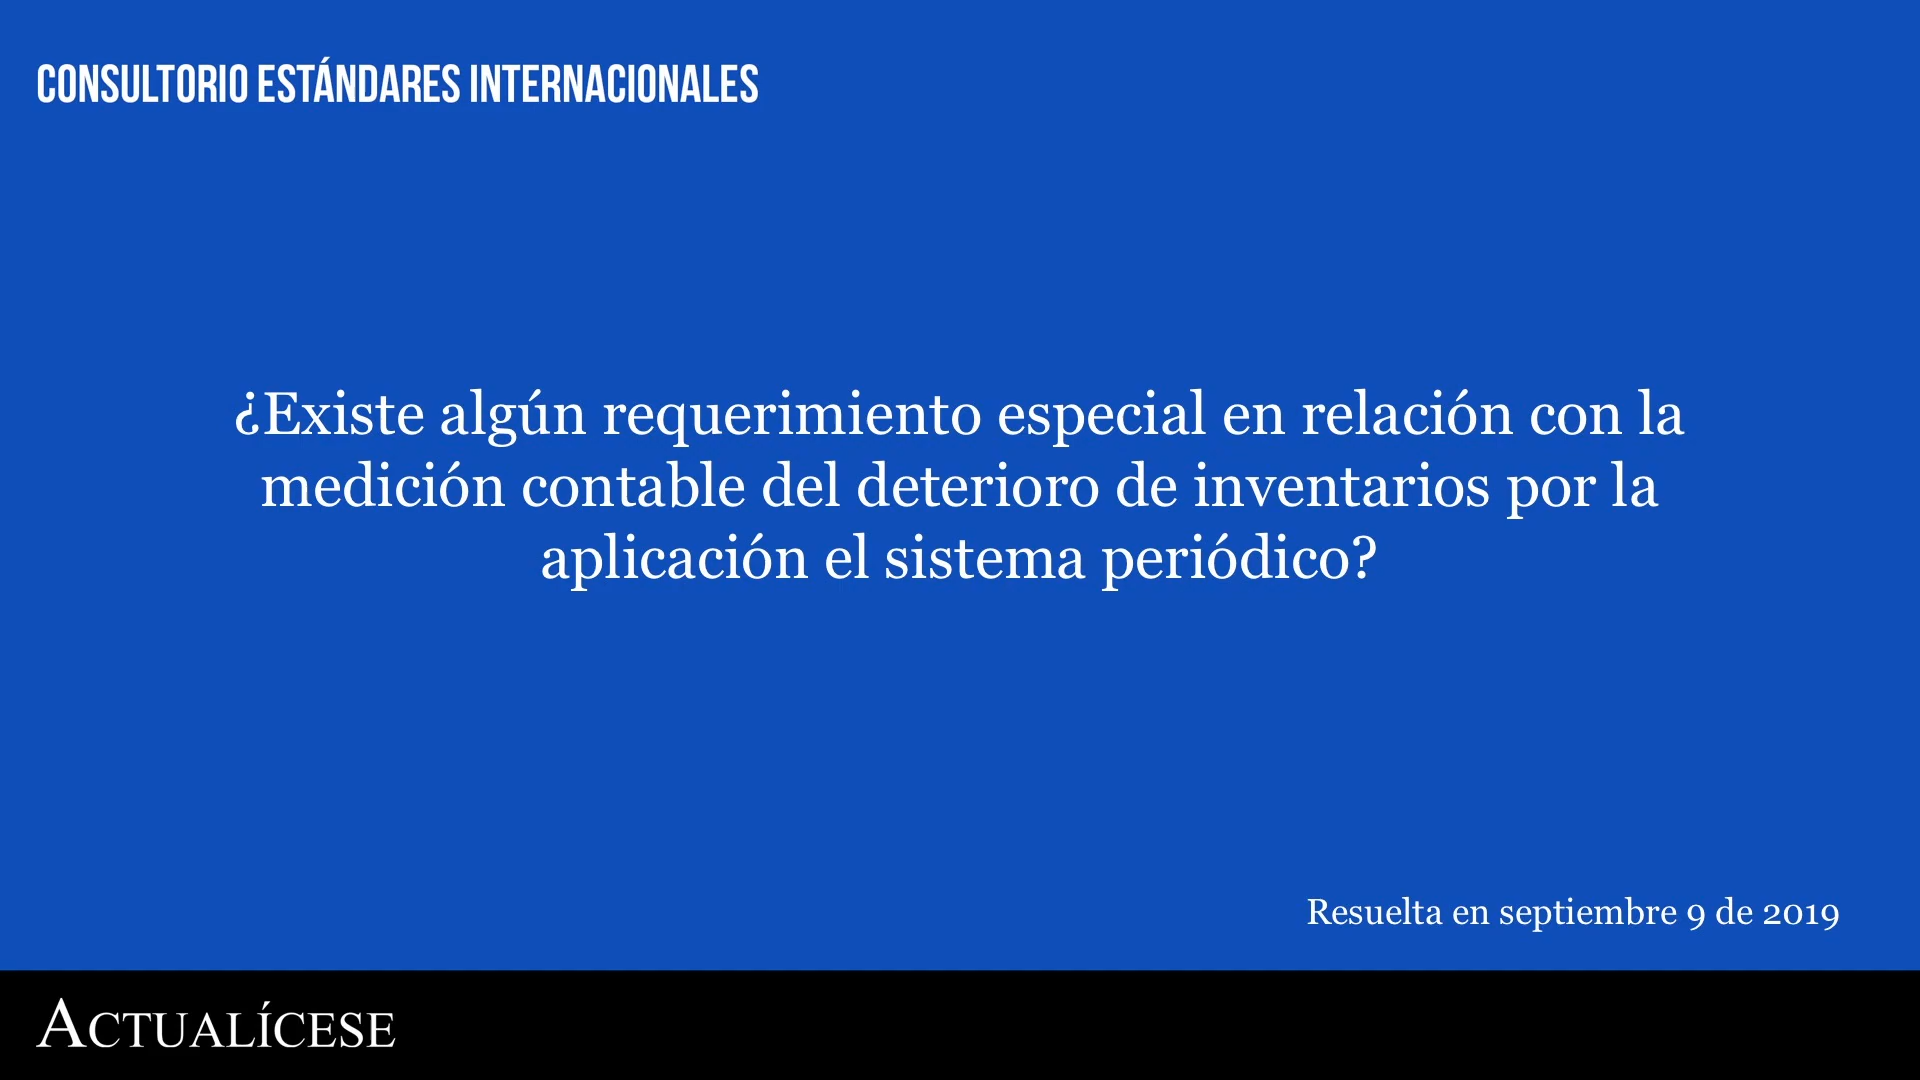 CONSULTORIO ESTÁNDARES INTERNACIONALES
¿Existe algún requerimiento especial en relación con la
medición contable del deterioro de inventarios por la
aplicación el sistema periódico?
Resuelta en septiembre 9 de 2019
ACTUALÍCESE